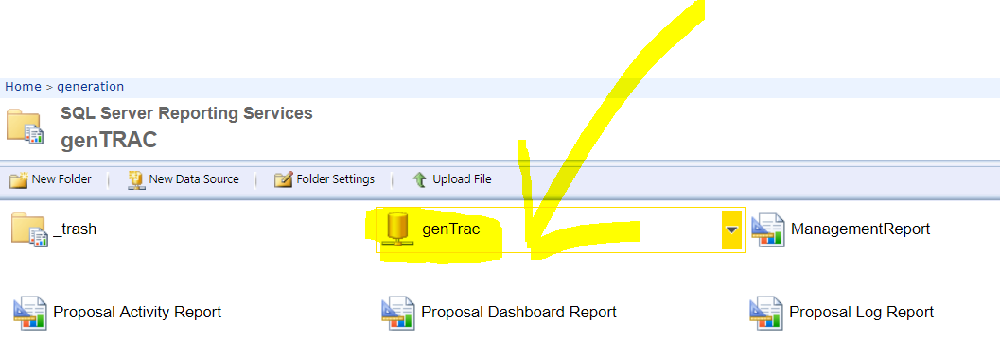 Home > generation
SQL Server Reporting Services
genTRAC
New Folder New Data Source Folder Settings Upload File
_trash genTrac ManagementReport
Proposal Activity Report Proposal Dashboard Report Proposal Log Report